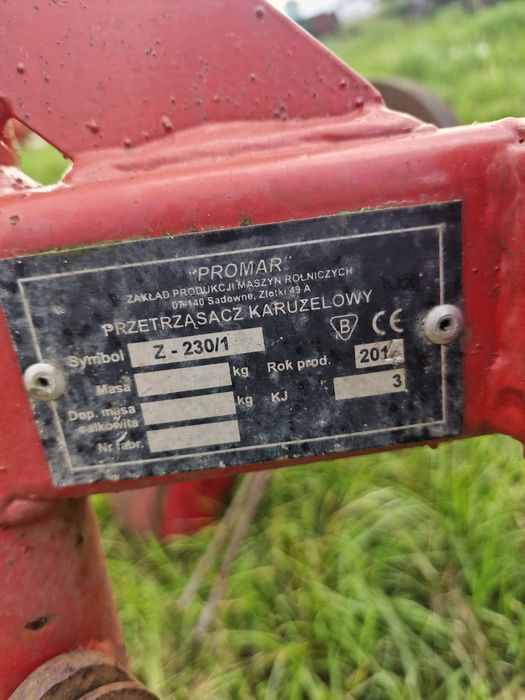 "PROMAR"
ZAKŁAD PRODUKCJI MASZYN ROLNICZYCH
07-140 Sadowne, Złotki 49 A
PRZETRZĄSACZ KARUZELOWY
B CE
Symbol Z - 230/1
Masa kg Rok prod. 2014
Dop. masa całkowita kg KJ 3
Nr fabr.